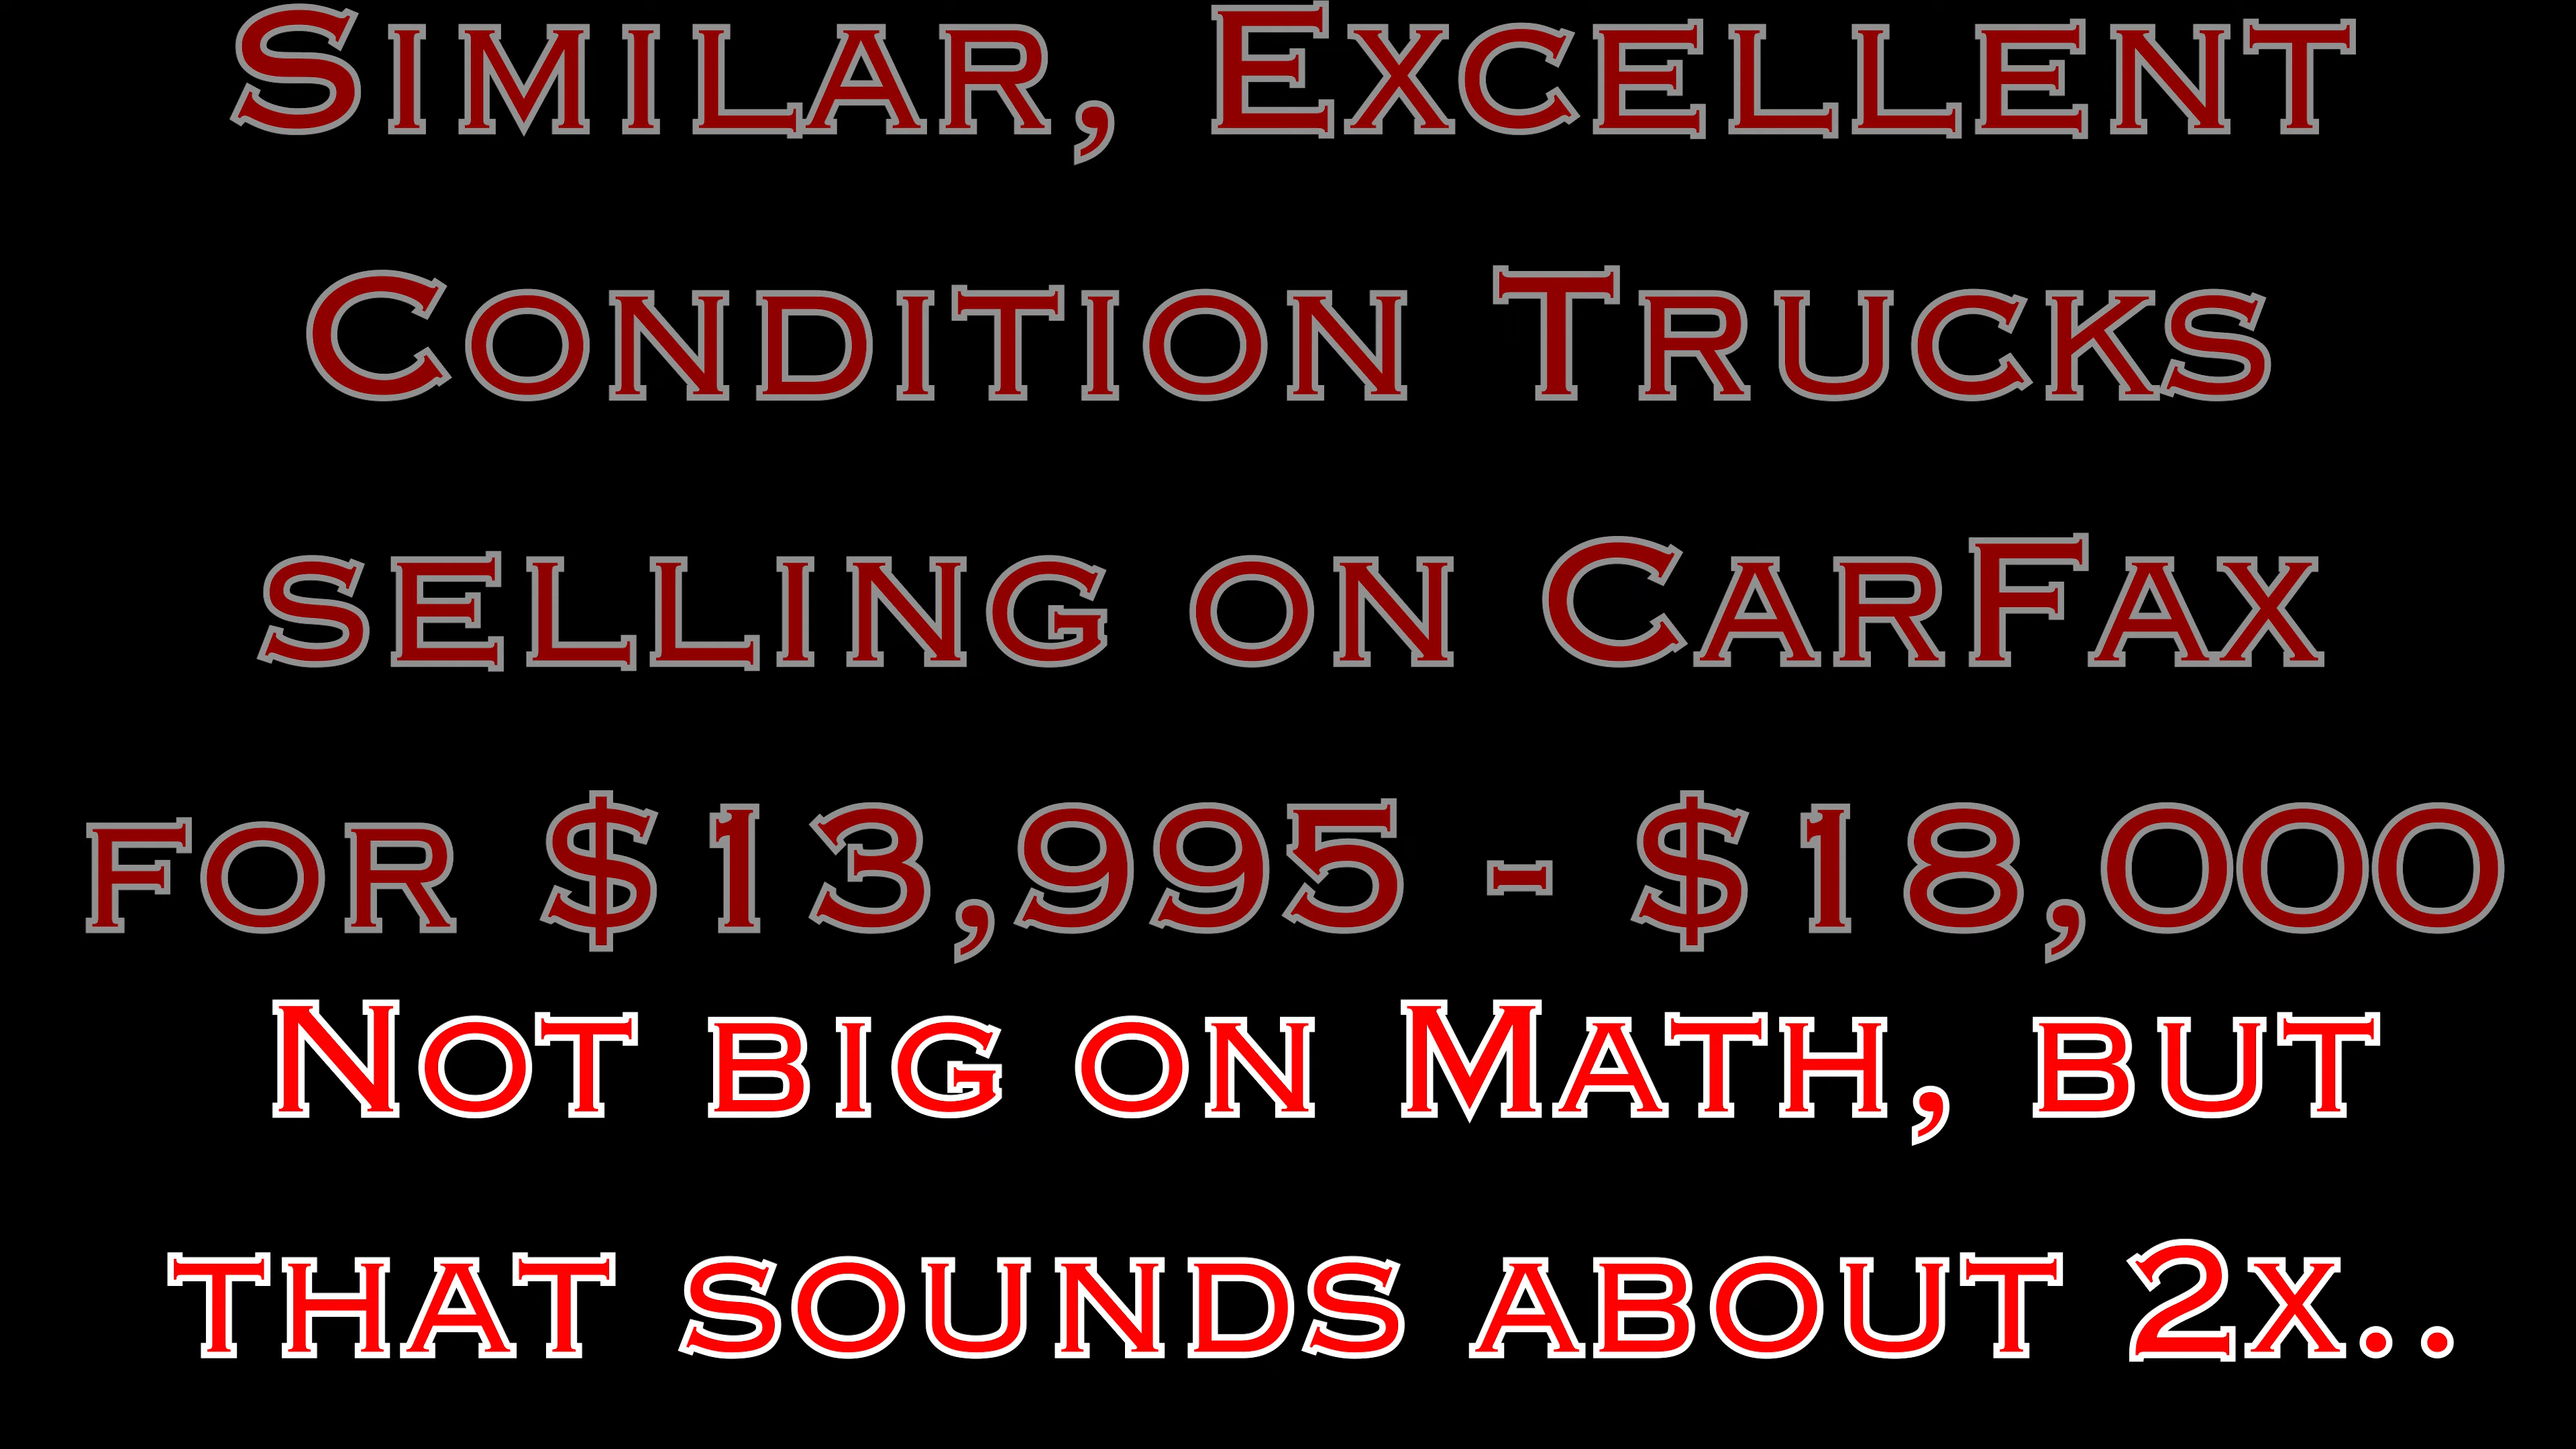 Similar, Excellent
Condition Trucks
selling on CarFax
for $13,995 - $18,000
Not big on Math, but
that sounds about 2x..